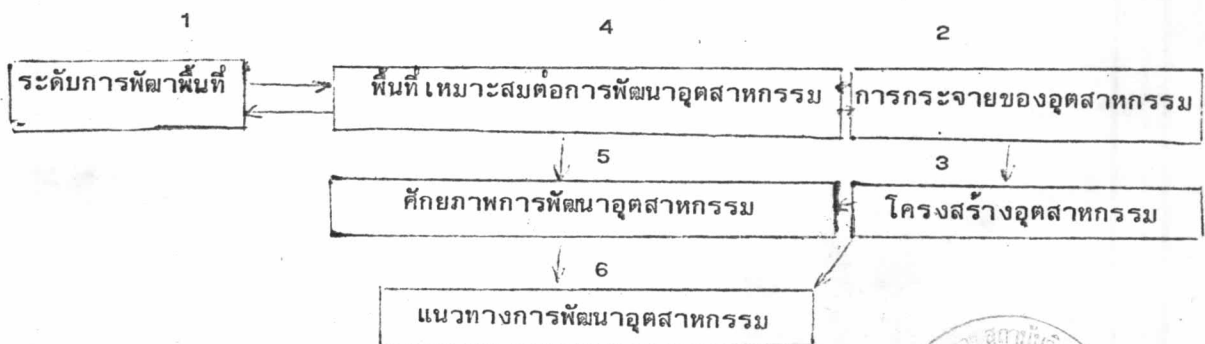 1
4
2
ระดับการพัฒาพื้นที่
พื้นที่เหมาะสมต่อการพัฒนาอุตสาหกรรม
การกระจายของอุตสาหกรรม
5
3
ศักยภาพการพัฒนาอุตสาหกรรม
โครงสร้างอุตสาหกรรม
6
แนวทางการพัฒนาอุตสาหกรรม